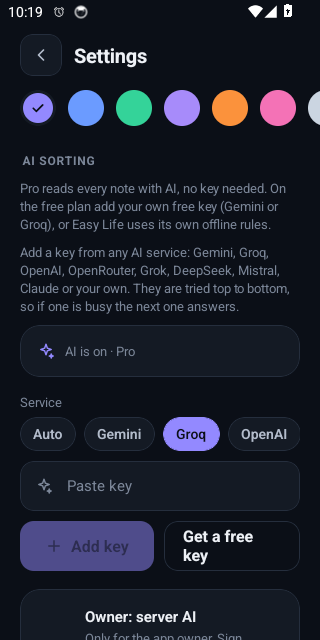 10:19
Settings
AI SORTING
Pro reads every note with AI, no key needed. On
the free plan add your own free key (Gemini or
Groq), or Easy Life uses its own offline rules.
Add a key from any AI service: Gemini, Groq,
OpenAI, OpenRouter, Grok, DeepSeek, Mistral,
Claude or your own. They are tried top to bottom,
so if one is busy the next one answers.
AI is on · Pro
Service
Auto
Gemini
Groq
OpenAI
Paste key
Add key
Get a free
key
Owner: server AI
Only for the app owner. Sign